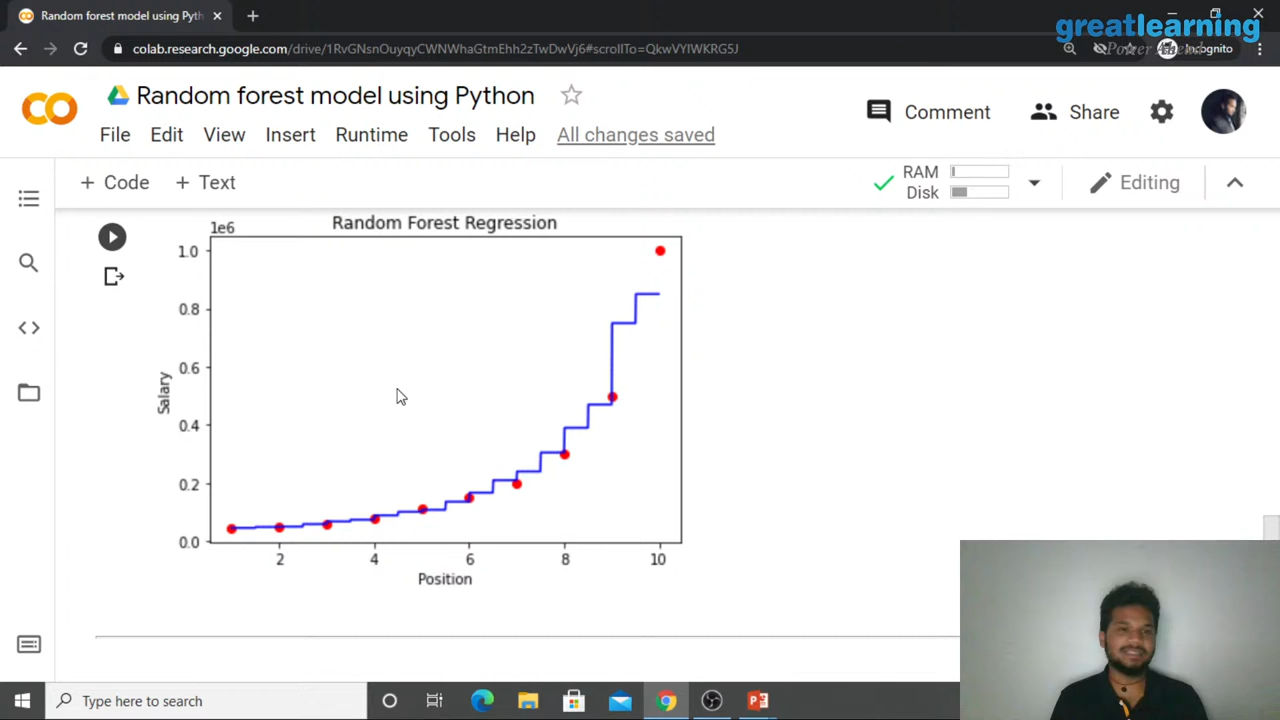 Random forest model using Pyth
greatlearning
Power Ahead
colab.research.google.com/drive/1RvGNsnOuyqyCWNWhaGtmEhh2zTwDwVj6#scrollTo=QkwVYIWKRG5J
Incognito
CO
Random forest model using Python
Comment
Share
File Edit View Insert Runtime Tools Help All changes saved
+ Code + Text
RAM
Disk
Editing
Random Forest Regression
1e6
1.0
0.8
0.6
0.4
0.2
0.0
Salary
2 4 6 8 10
Position
Type here to search